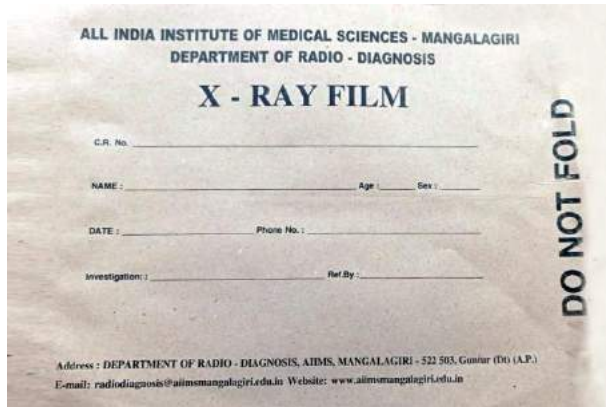 ALL INDIA INSTITUTE OF MEDICAL SCIENCES - MANGALAGIRI
DEPARTMENT OF RADIO - DIAGNOSIS
X - RAY FILM
C.R. No.
NAME : Age : Sex :
DATE : Phone No. :
Investigation: : Ref.By :
DO NOT FOLD
Address : DEPARTMENT OF RADIO - DIAGNOSIS, AIIMS, MANGALAGIRI - 522 503, Guntur (Dt) (A.P.)
E-mail: radiodiagnosis@aiimsmangalagiri.edu.in Website: www.aiimsmangalagiri.edu.in